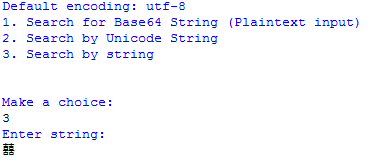 Default encoding: utf-8
1. Search for Base64 String (Plaintext input)
2. Search by Unicode String
3. Search by string
Make a choice:
3
Enter string:
囍